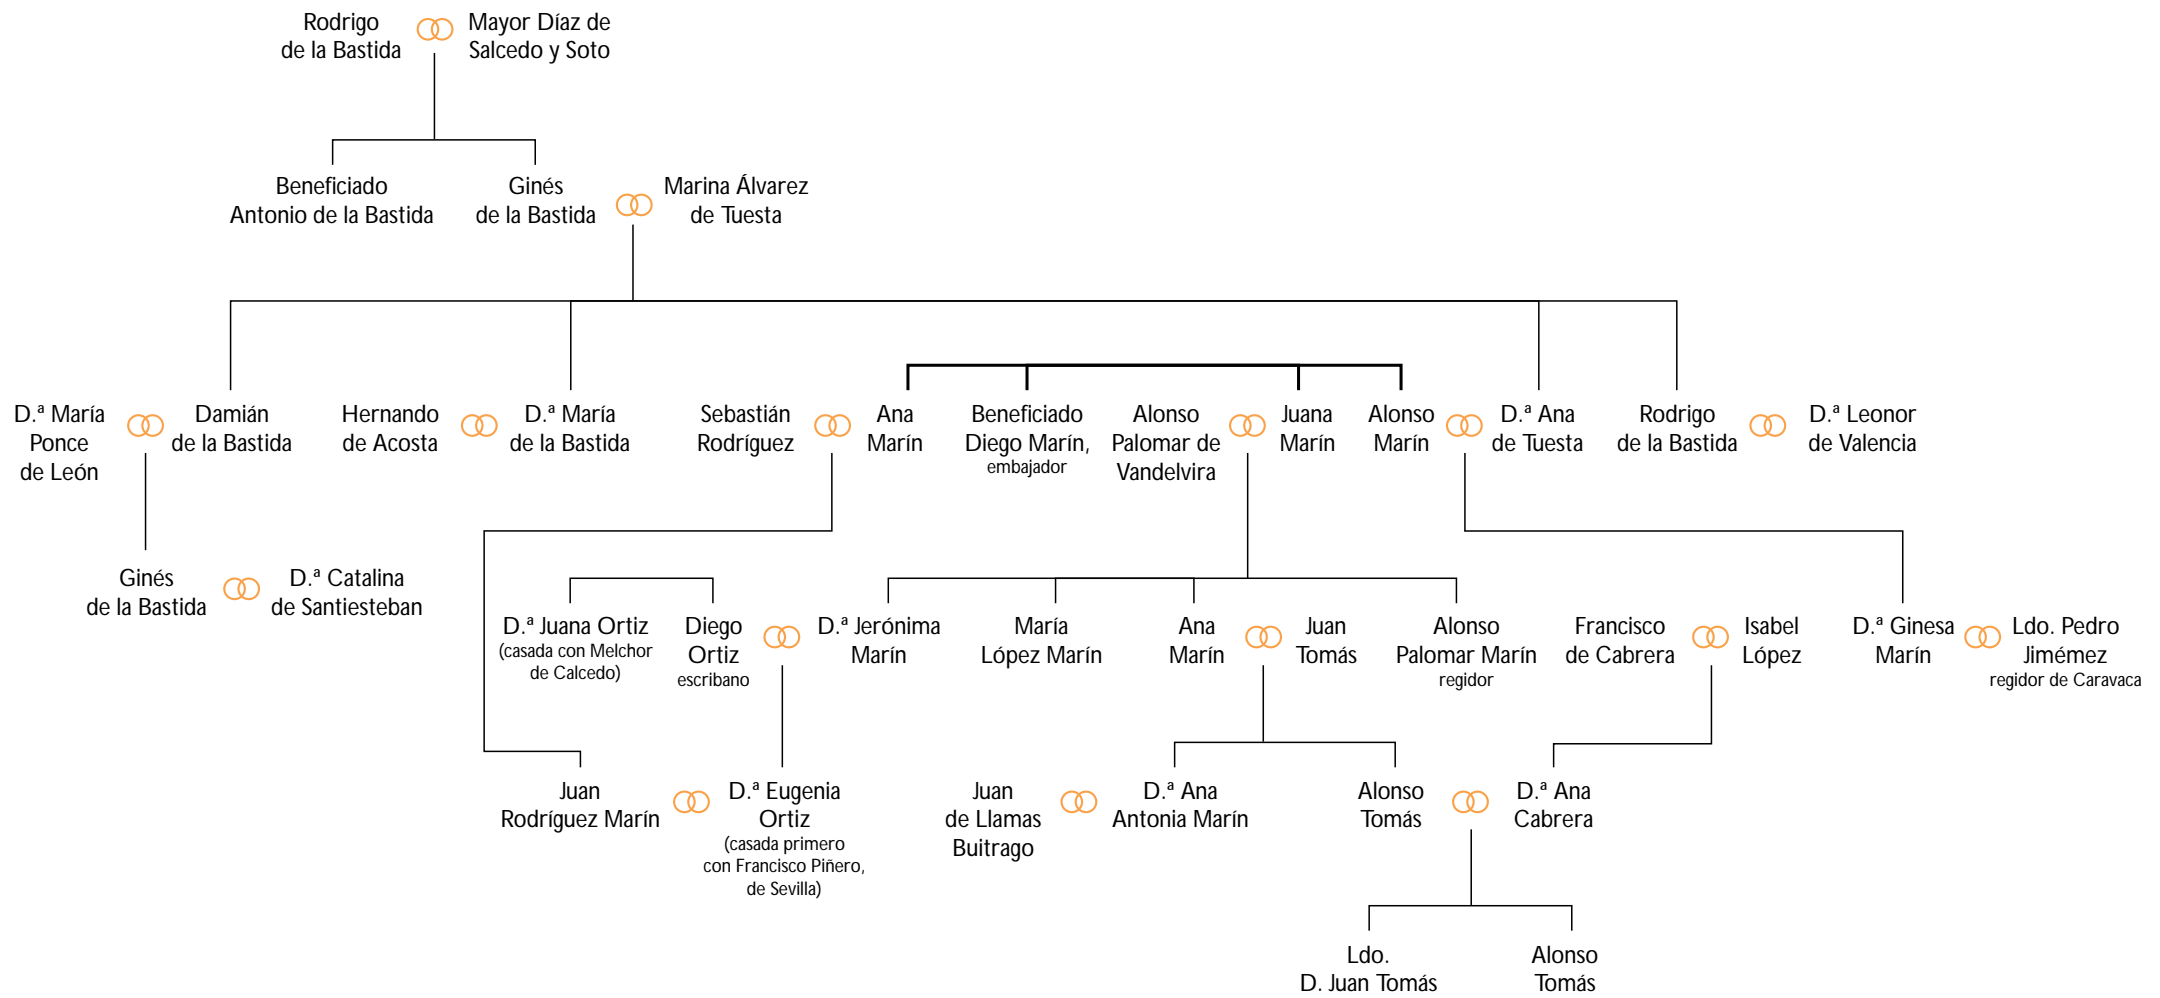 Rodrigo
de la Bastida
Mayor Díaz de
Salcedo y Soto
Beneficiado
Antonio de la Bastida
Ginés
de la Bastida
Marina Álvarez
de Tuesta
D.ª María
Ponce
de León
Damián
de la Bastida
Hernando
de Acosta
D.ª María
de la Bastida
Sebastián
Rodríguez
Ana
Marín
Beneficiado
Diego Marín,
embajador
Alonso
Palomar de
Vandelvira
Juana
Marín
Alonso
Marín
D.ª Ana
de Tuesta
Rodrigo
de la Bastida
D.ª Leonor
de Valencia
Ginés
de la Bastida
D.ª Catalina
de Santiesteban
D.ª Juana Ortiz
(casada con Melchor
de Calcedo)
Diego
Ortiz
escribano
D.ª Jerónima
Marín
María
López Marín
Ana
Marín
Juan
Tomás
Alonso
Palomar Marín
regidor
Francisco
de Cabrera
Isabel
López
D.ª Ginesa
Marín
Ldo. Pedro
Jimémez
regidor de Caravaca
Juan
Rodríguez Marín
D.ª Eugenia
Ortiz
(casada primero
con Francisco Piñero,
de Sevilla)
Juan
de Llamas
Buitrago
D.ª Ana
Antonia Marín
Alonso
Tomás
D.ª Ana
Cabrera
Ldo.
D. Juan Tomás
Alonso
Tomás